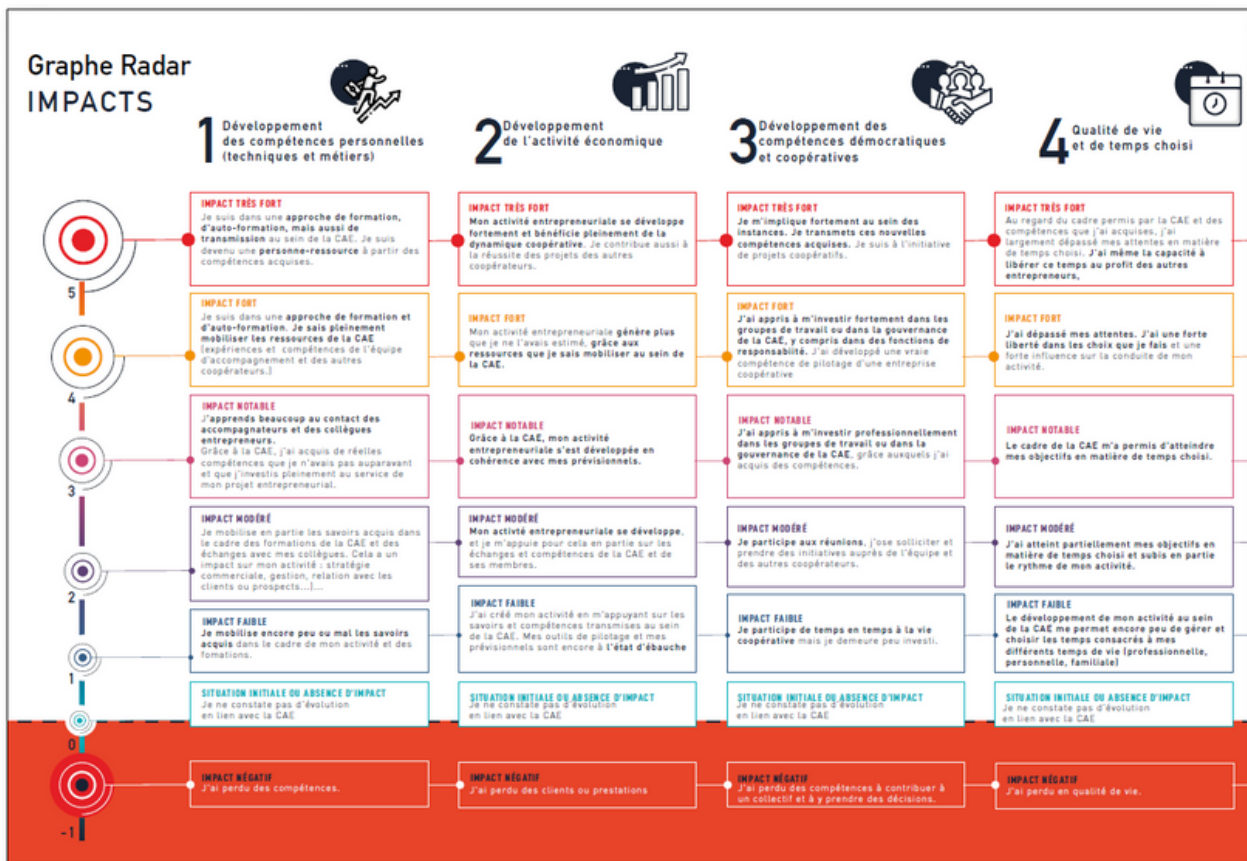 Graphe Radar
IMPACTS
1
Développement
des compétences personnelles
(techniques et métiers)
2
Développement
de l'activité économique
3
Développement des
compétences démocratiques
et coopératives
4
Qualité de vie
et de temps choisi
5
IMPACT TRÈS FORT
Je suis dans une approche de formation,
d'auto-formation, mais aussi de
transmission au sein de la CAE. Je suis
devenu une personne-ressource à partir des
compétences acquises.
IMPACT TRÈS FORT
Mon activité entrepreneuriale se développe
fortement et bénéficie pleinement de la
dynamique coopérative. Je contribue aussi à
la réussite des projets des autres
coopérateurs.
IMPACT TRÈS FORT
Je m'implique fortement au sein des
instances. Je transmets ces nouvelles
compétences acquises. Je suis à l'initiative
de projets coopératifs.
IMPACT TRÈS FORT
Au regard du cadre permis par la CAE et des
compétences que j'ai acquises, j'ai
largement dépassé mes attentes en matière
de temps choisi. J'ai même la capacité à
libérer ce temps au profit des autres
entrepreneurs,
4
IMPACT FORT
Je suis dans une approche de formation et
d'auto-formation. Je sais pleinement
mobiliser les ressources de la CAE
(expériences et compétences de l'équipe
d'accompagnement et des autres
coopérateurs.)
IMPACT FORT
Mon activité entrepreneuriale génère plus
que je ne l'avais estimé, grâce aux
ressources que je sais mobiliser au sein de
la CAE.
IMPACT FORT
J'ai appris à m'investir fortement dans les
groupes de travail ou dans la gouvernance
de la CAE, y compris dans des fonctions de
responsabiité. J'ai développé une vraie
compétence de pilotage d'une entreprise
coopérative
IMPACT FORT
J'ai dépassé mes attentes. J'ai une forte
liberté dans les choix que je fais et une
forte influence sur la conduite de mon
activité.
3
IMPACT NOTABLE
J'apprends beaucoup au contact des
accompagnateurs et des collègues
entrepreneurs.
Grâce à la CAE, j'ai acquis de réelles
compétences que je n'avais pas auparavant
et que j'investis pleinement au service de
mon projet entrepreneurial.
IMPACT NOTABLE
Grâce à la CAE, mon activité
entrepreneuriale s'est développée en
cohérence avec mes prévisionnels.
IMPACT NOTABLE
J'ai appris à m'investir professionnellement
dans les groupes de travail ou dans la
gouvernance de la CAE, grâce auxquels j'ai
acquis des compétences.
IMPACT NOTABLE
Le cadre de la CAE m'a permis d'atteindre
mes objectifs en matière de temps choisi.
2
IMPACT MODÉRÉ
Je mobilise en partie les savoirs acquis dans
le cadre des formations de la CAE et des
échanges avec mes collègues. Cela a un
impact sur mon activité : stratégie
commerciale, gestion, relation avec les
clients ou prospects...)....
IMPACT MODÉRÉ
Mon activté entrepreneuriale se développe,
et je m'appuie pour cela en partie sur les
échanges et compétences de la CAE et de
ses membres.
IMPACT MODÉRÉ
Je participe aux réunions, j'ose solliciter et
prendre des initiatives auprès de l'équipe et
des autres coopérateurs.
IMPACT MODÉRÉ
J'ai atteint partiellement mes objectifs en
matière de temps choisi et subis en partie
le rythme de mon activité.
1
IMPACT FAIBLE
Je mobilise encore peu ou mal les savoirs
acquis dans le cadre de mon activité et des
fomations.
IMPACT FAIBLE
J'ai créé mon activité en m'appuyant sur les
savoirs et compétences transmises au sein
de la CAE. Mes outils de pilotage et mes
prévisionnels sont encore à l'état d'ébauche
IMPACT FAIBLE
Je participe de temps en temps à la vie
coopérative mais je demeure peu investi.
IMPACT FAIBLE
Le développement de mon activité au sein
de la CAE me permet encore peu de gérer et
choisir les temps consacrés à mes
différents temps de vie (professionnelle,
personnelle, familiale)
0
SITUATION INITIALE OU ABSENCE D'IMPACT
Je ne constate pas d'évolution
en lien avec la CAE
SITUATION INITIALE OU ABSENCE D'IMPACT
Je ne constate pas d'évolution
en lien avec la CAE
SITUATION INITIALE OU ABSENCE D'IMPACT
Je ne constate pas d'évolution
en lien avec la CAE
SITUATION INITIALE OU ABSENCE D'IMPACT
Je ne constate pas d'évolution
en lien avec la CAE
-1
IMPACT NÉGATIF
J'ai perdu des compétences.
IMPACT NÉGATIF
J'ai perdu des clients ou prestations
IMPACT NÉGATIF
J'ai perdu des compétences à contribuer à
un collectif et à y prendre des décisions.
IMPACT NÉGATIF
J'ai perdu en qualité de vie.